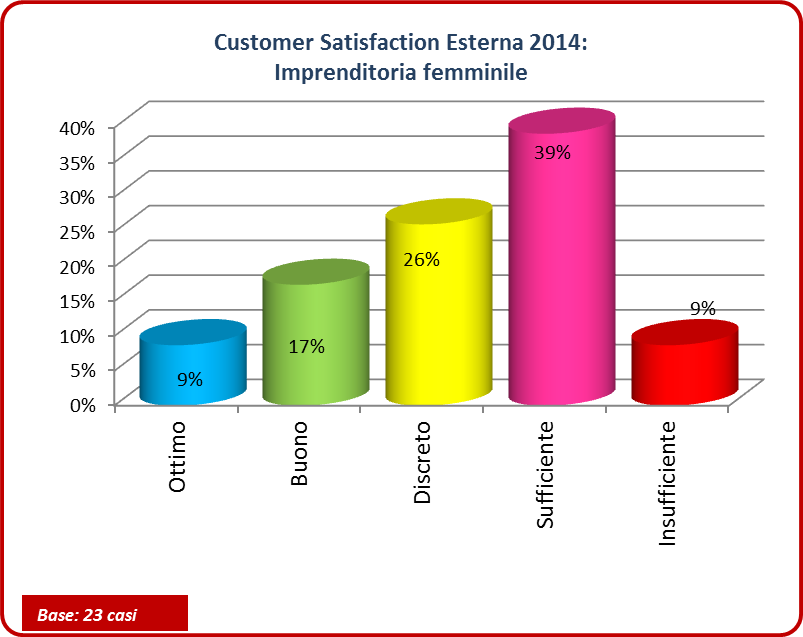 Customer Satisfaction Esterna 2014:
Imprenditoria femminile
40%
35%
30%
25%
20%
15%
10%
5%
0%
9%
17%
26%
39%
9%
Ottimo
Buono
Discreto
Sufficiente
Insufficiente
Base: 23 casi